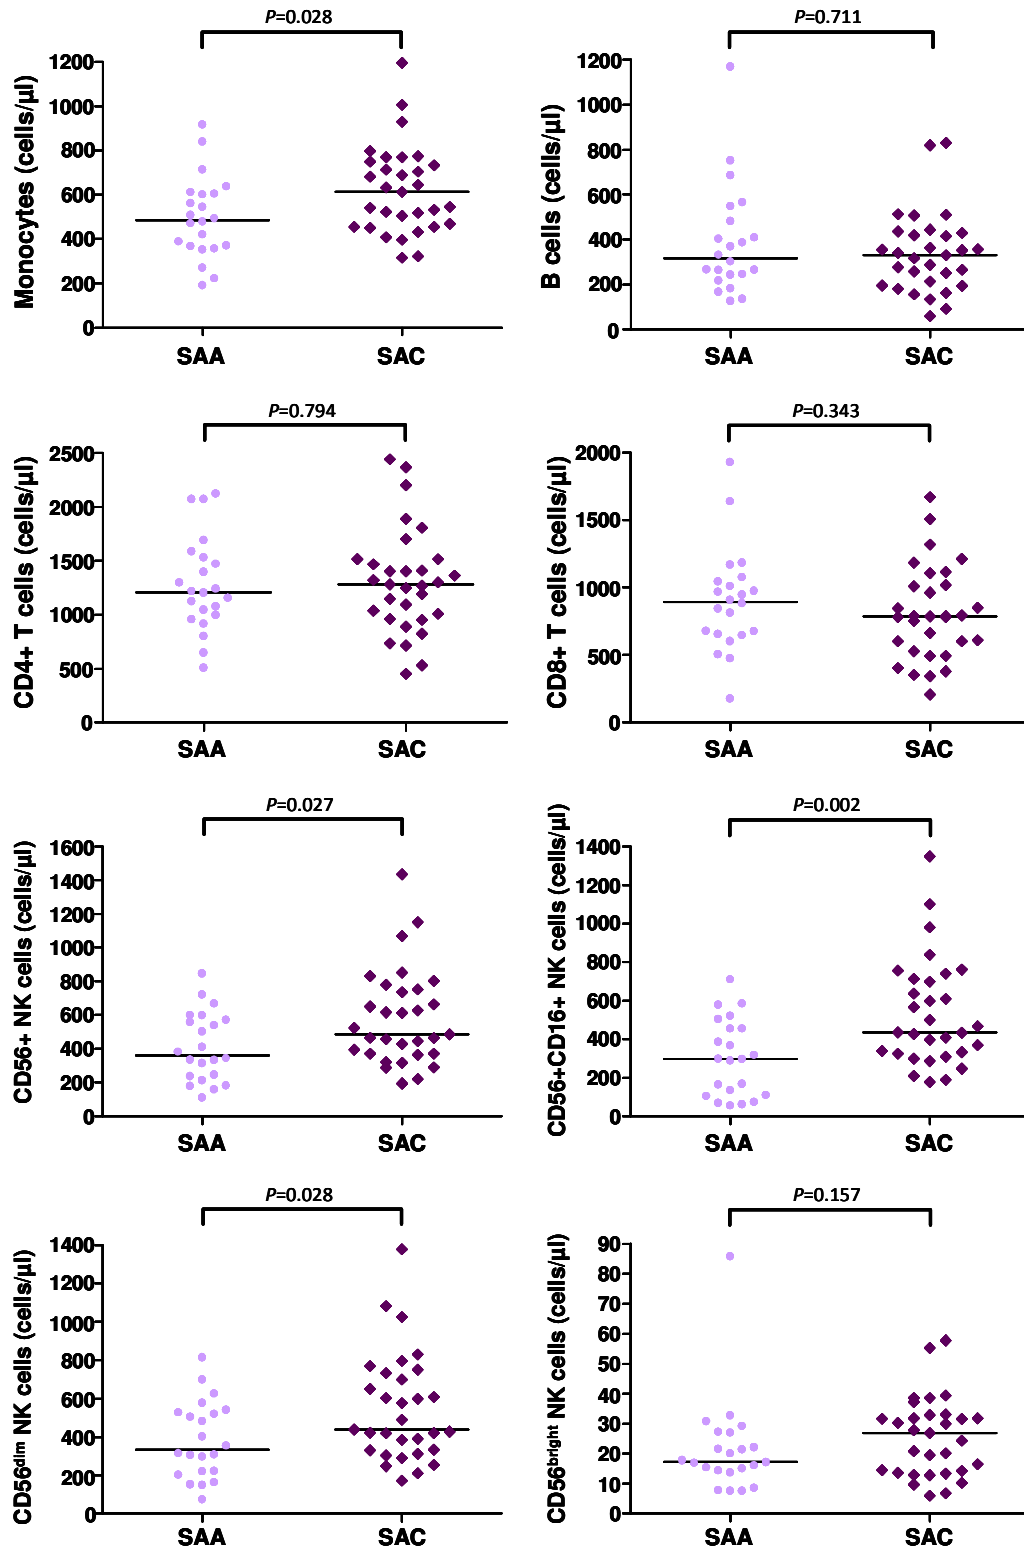 P=0.028
Monocytes (cells/µl)
1200
1000
800
600
400
200
0
SAA SAC
P=0.711
B cells (cells/µl)
1200
1000
800
600
400
200
0
SAA SAC
P=0.794
CD4+ T cells (cells/µl)
2500
2000
1500
1000
500
0
SAA SAC
P=0.343
CD8+ T cells (cells/µl)
2000
1500
1000
500
0
SAA SAC
P=0.027
CD56+ NK cells (cells/µl)
1600
1400
1200
1000
800
600
400
200
0
SAA SAC
P=0.002
CD56+CD16+ NK cells (cells/µl)
1400
1200
1000
800
600
400
200
0
SAA SAC
P=0.028
CD56dim NK cells (cells/µl)
1400
1200
1000
800
600
400
200
0
SAA SAC
P=0.157
CD56bright NK cells (cells/µl)
90
80
70
60
50
40
30
20
10
0
SAA SAC